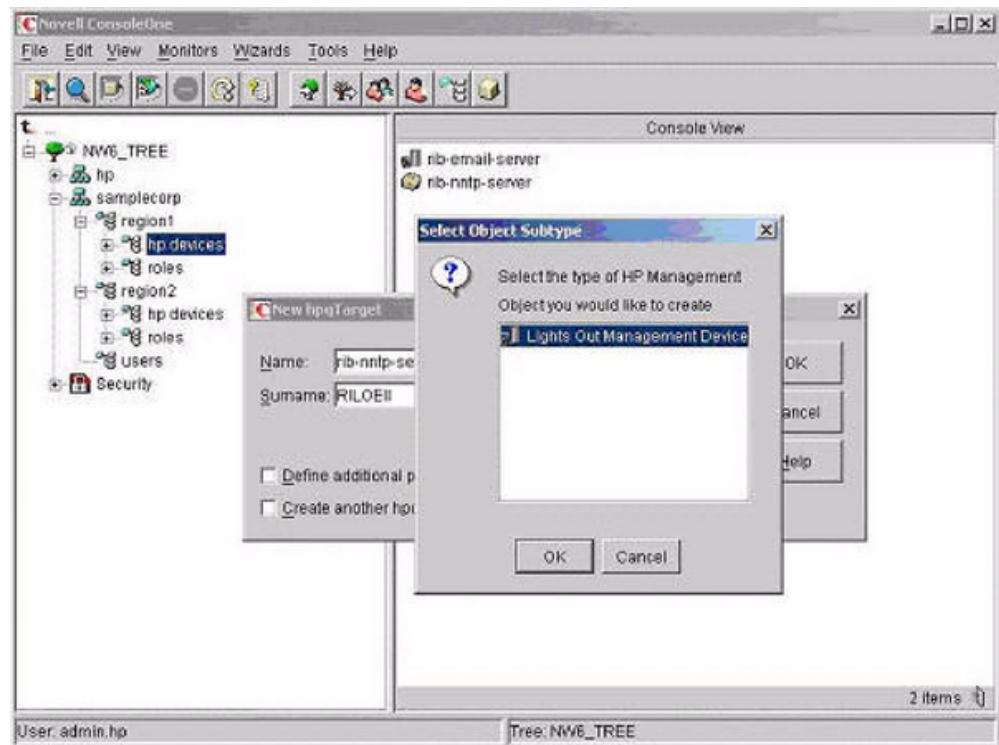 Novell ConsoleOne
File Edit View Monitors Wizards Tools Help
Console View
NW6_TREE
hp
samplecorp
region1
hp devices
roles
region2
hp devices
roles
users
Security
rib-email-server
rib-nntp-server
New hpqTarget
Name: rib-nntp-se
Surname: RILOEII
Define additional p
Create another hpq
OK
ancel
Help
Select Object Subtype
Select the type of HP Management
Object you would like to create
Lights Out Management Device
OK Cancel
2 items
User: admin.hp
Tree: NW6_TREE